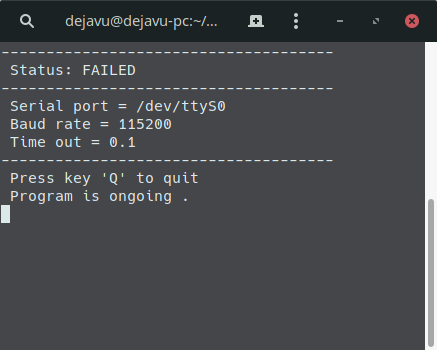 dejavu@dejavu-pc:~/...
-------------------------------------
Status: FAILED
-------------------------------------
Serial port = /dev/ttyS0
Baud rate = 115200
Time out = 0.1
-------------------------------------
Press key 'Q' to quit
Program is ongoing .